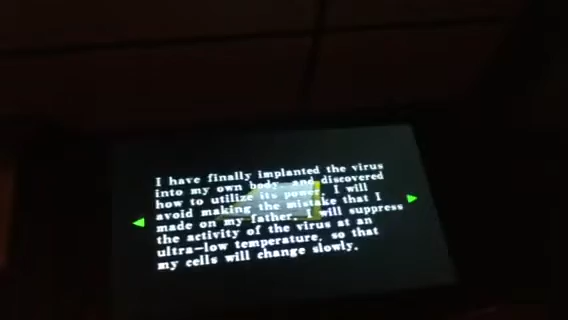 I have finally implanted the virus
into my own body, and discovered
how to utilize its power. I will
avoid making the mistake that I
made on my father. I will suppress
the activity of the virus at an
ultra-low temperature, so that
my cells will change slowly.